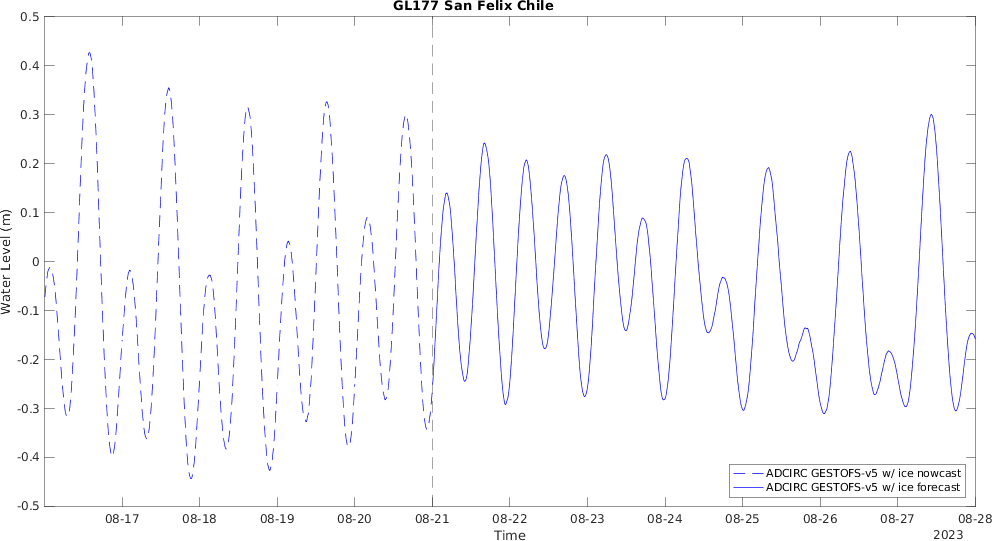 GL177 San Felix Chile
Water Level (m)
0.5
0.4
0.3
0.2
0.1
0
-0.1
-0.2
-0.3
-0.4
-0.5
ADCIRC GESTOFS-v5 w/ ice nowcast
ADCIRC GESTOFS-v5 w/ ice forecast
08-17 08-18 08-19 08-20 08-21 08-22 08-23 08-24 08-25 08-26 08-27 08-28
Time
2023